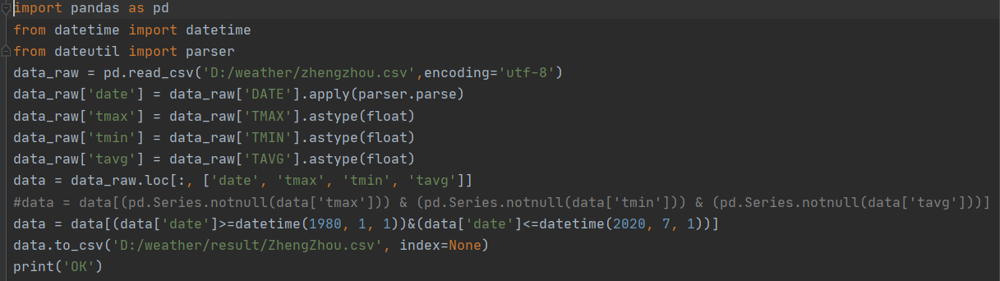 import pandas as pd
from datetime import datetime
from dateutil import parser
data_raw = pd.read_csv('D:/weather/zhengzhou.csv',encoding='utf-8')
data_raw['date'] = data_raw['DATE'].apply(parser.parse)
data_raw['tmax'] = data_raw['TMAX'].astype(float)
data_raw['tmin'] = data_raw['TMIN'].astype(float)
data_raw['tavg'] = data_raw['TAVG'].astype(float)
data = data_raw.loc[:, ['date', 'tmax', 'tmin', 'tavg']]
#data = data[(pd.Series.notnull(data['tmax'])) & (pd.Series.notnull(data['tmin'])) & (pd.Series.notnull(data['tavg']))]
data = data[(data['date']>=datetime(1980, 1, 1))&(data['date']<=datetime(2020, 7, 1))]
data.to_csv('D:/weather/result/ZhengZhou.csv', index=None)
print('OK')